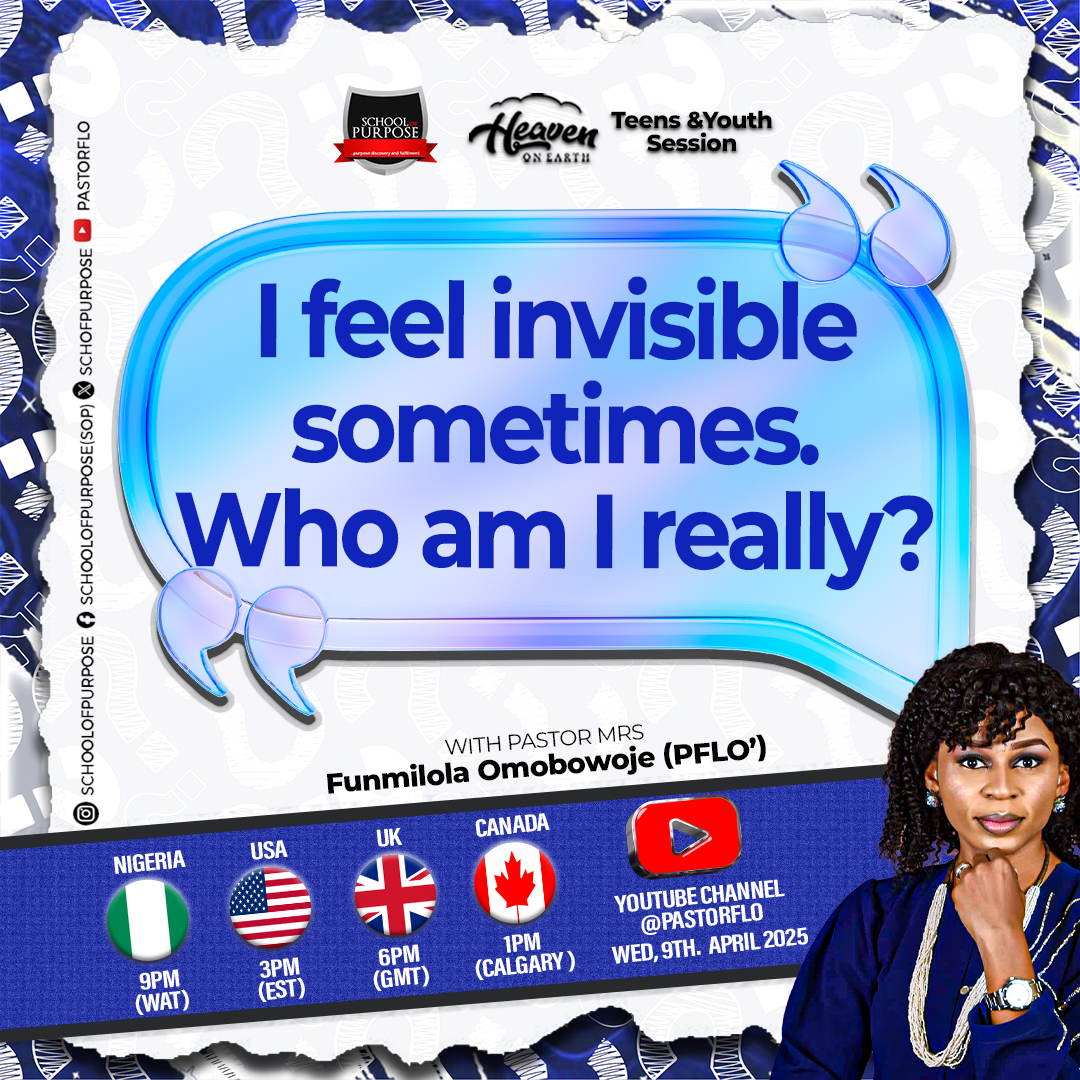 SCHOOL OF
PURPOSE
...purpose discovery and fulfilment
Heaven
ON EARTH
Teens &Youth
Session
I feel invisible
sometimes.
Who am I really?
WITH PASTOR MRS
Funmilola Omobowoje (PFLO’)
NIGERIA
9PM
(WAT)
USA
3PM
(EST)
UK
6PM
(GMT)
CANADA
1PM
(CALGARY )
YOUTUBE CHANNEL
@PASTORFLO
WED, 9TH. APRIL 2025
SCHOOLOFPURPOSE SCHOOLOFPURPOSE(SOP) SCHOFPURPOSE PASTORFLO